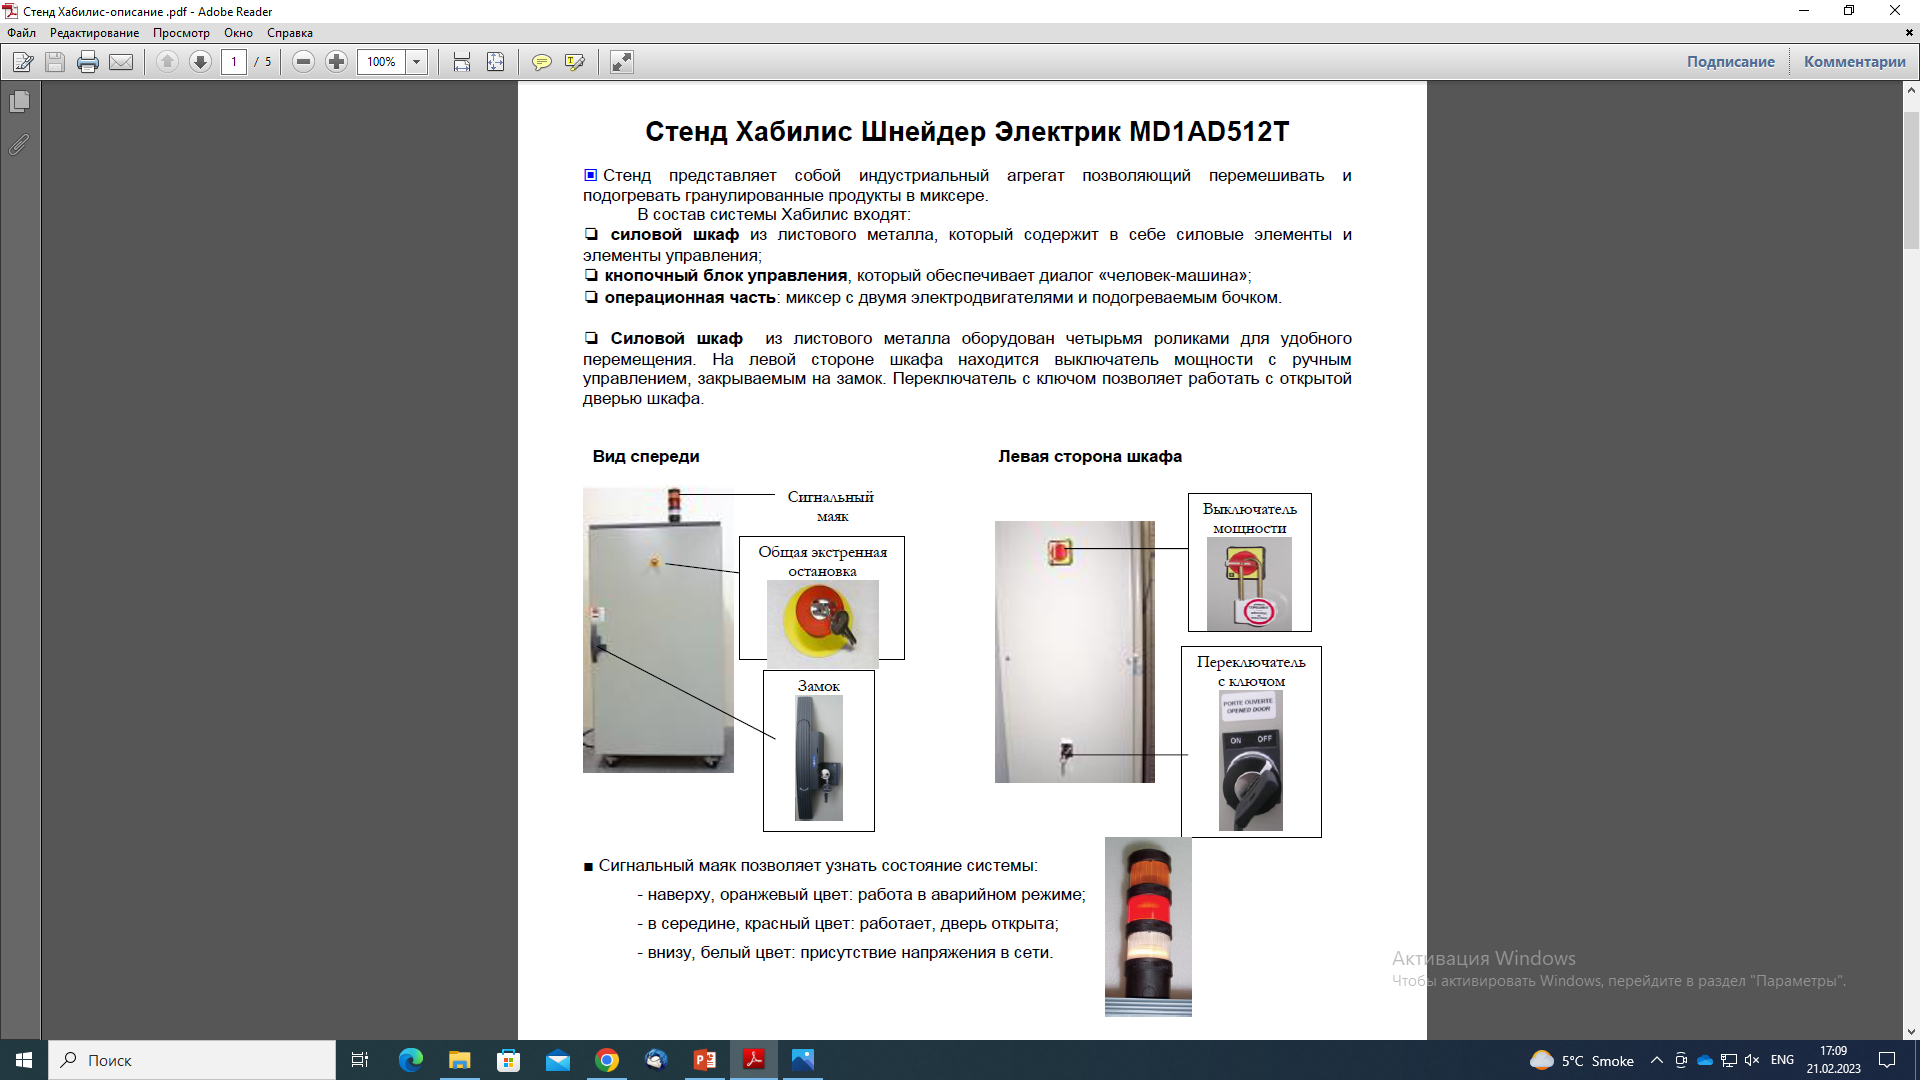 Стенд Хабилис-описание .pdf - Adobe Reader
Файл Редактирование Просмотр Окно Справка
1 / 5 100% Подписание Комментарии
Стенд Хабилис Шнейдер Электрик MD1AD512T
Стенд представляет собой индустриальный агрегат позволяющий перемешивать и
подогревать гранулированные продукты в миксере.
В состав системы Хабилис входят:
силовой шкаф из листового металла, который содержит в себе силовые элементы и
элементы управления;
кнопочный блок управления, который обеспечивает диалог «человек-машина»;
операционная часть: миксер с двумя электродвигателями и подогреваемым бочком.
Силовой шкаф из листового металла оборудован четырьмя роликами для удобного
перемещения. На левой стороне шкафа находится выключатель мощности с ручным
управлением, закрываемым на замок. Переключатель с ключом позволяет работать с открытой
дверью шкафа.
Вид спереди
Сигнальный
маяк
Общая экстренная
остановка
Замок
Левая сторона шкафа
Выключатель
мощности
Переключатель
с ключом
PORTE OUVERTE
OPENED DOOR
ON OFF
■ Сигнальный маяк позволяет узнать состояние системы:
- наверху, оранжевый цвет: работа в аварийном режиме;
- в середине, красный цвет: работает, дверь открыта;
- внизу, белый цвет: присутствие напряжения в сети.
Активация Windows
Чтобы активировать Windows, перейдите в раздел "Параметры".
Поиск
5°C Smoke
ENG
17:09
21.02.2023